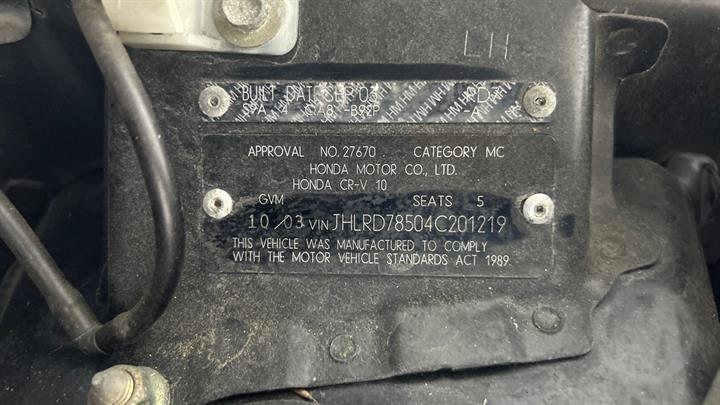 LH
BUILT DATE SEP 03
APPROVAL NO. 27670 CATEGORY MC
HONDA MOTOR CO., LTD.
HONDA CR-V 10
GVM SEATS 5
10/03 VIN JHLRD78504C201219
THIS VEHICLE WAS MANUFACTURED TO COMPLY
WITH THE MOTOR VEHICLE STANDARDS ACT 1989.